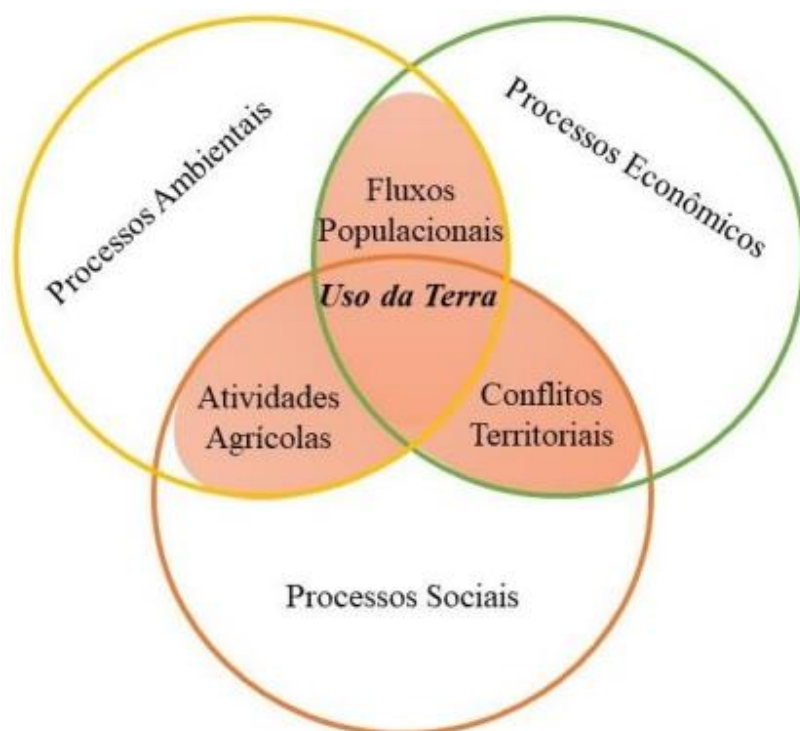 Processos Ambientais
Processos Econômicos
Fluxos
Populacionais
Uso da Terra
Atividades
Agrícolas
Conflitos
Territoriais
Processos Sociais